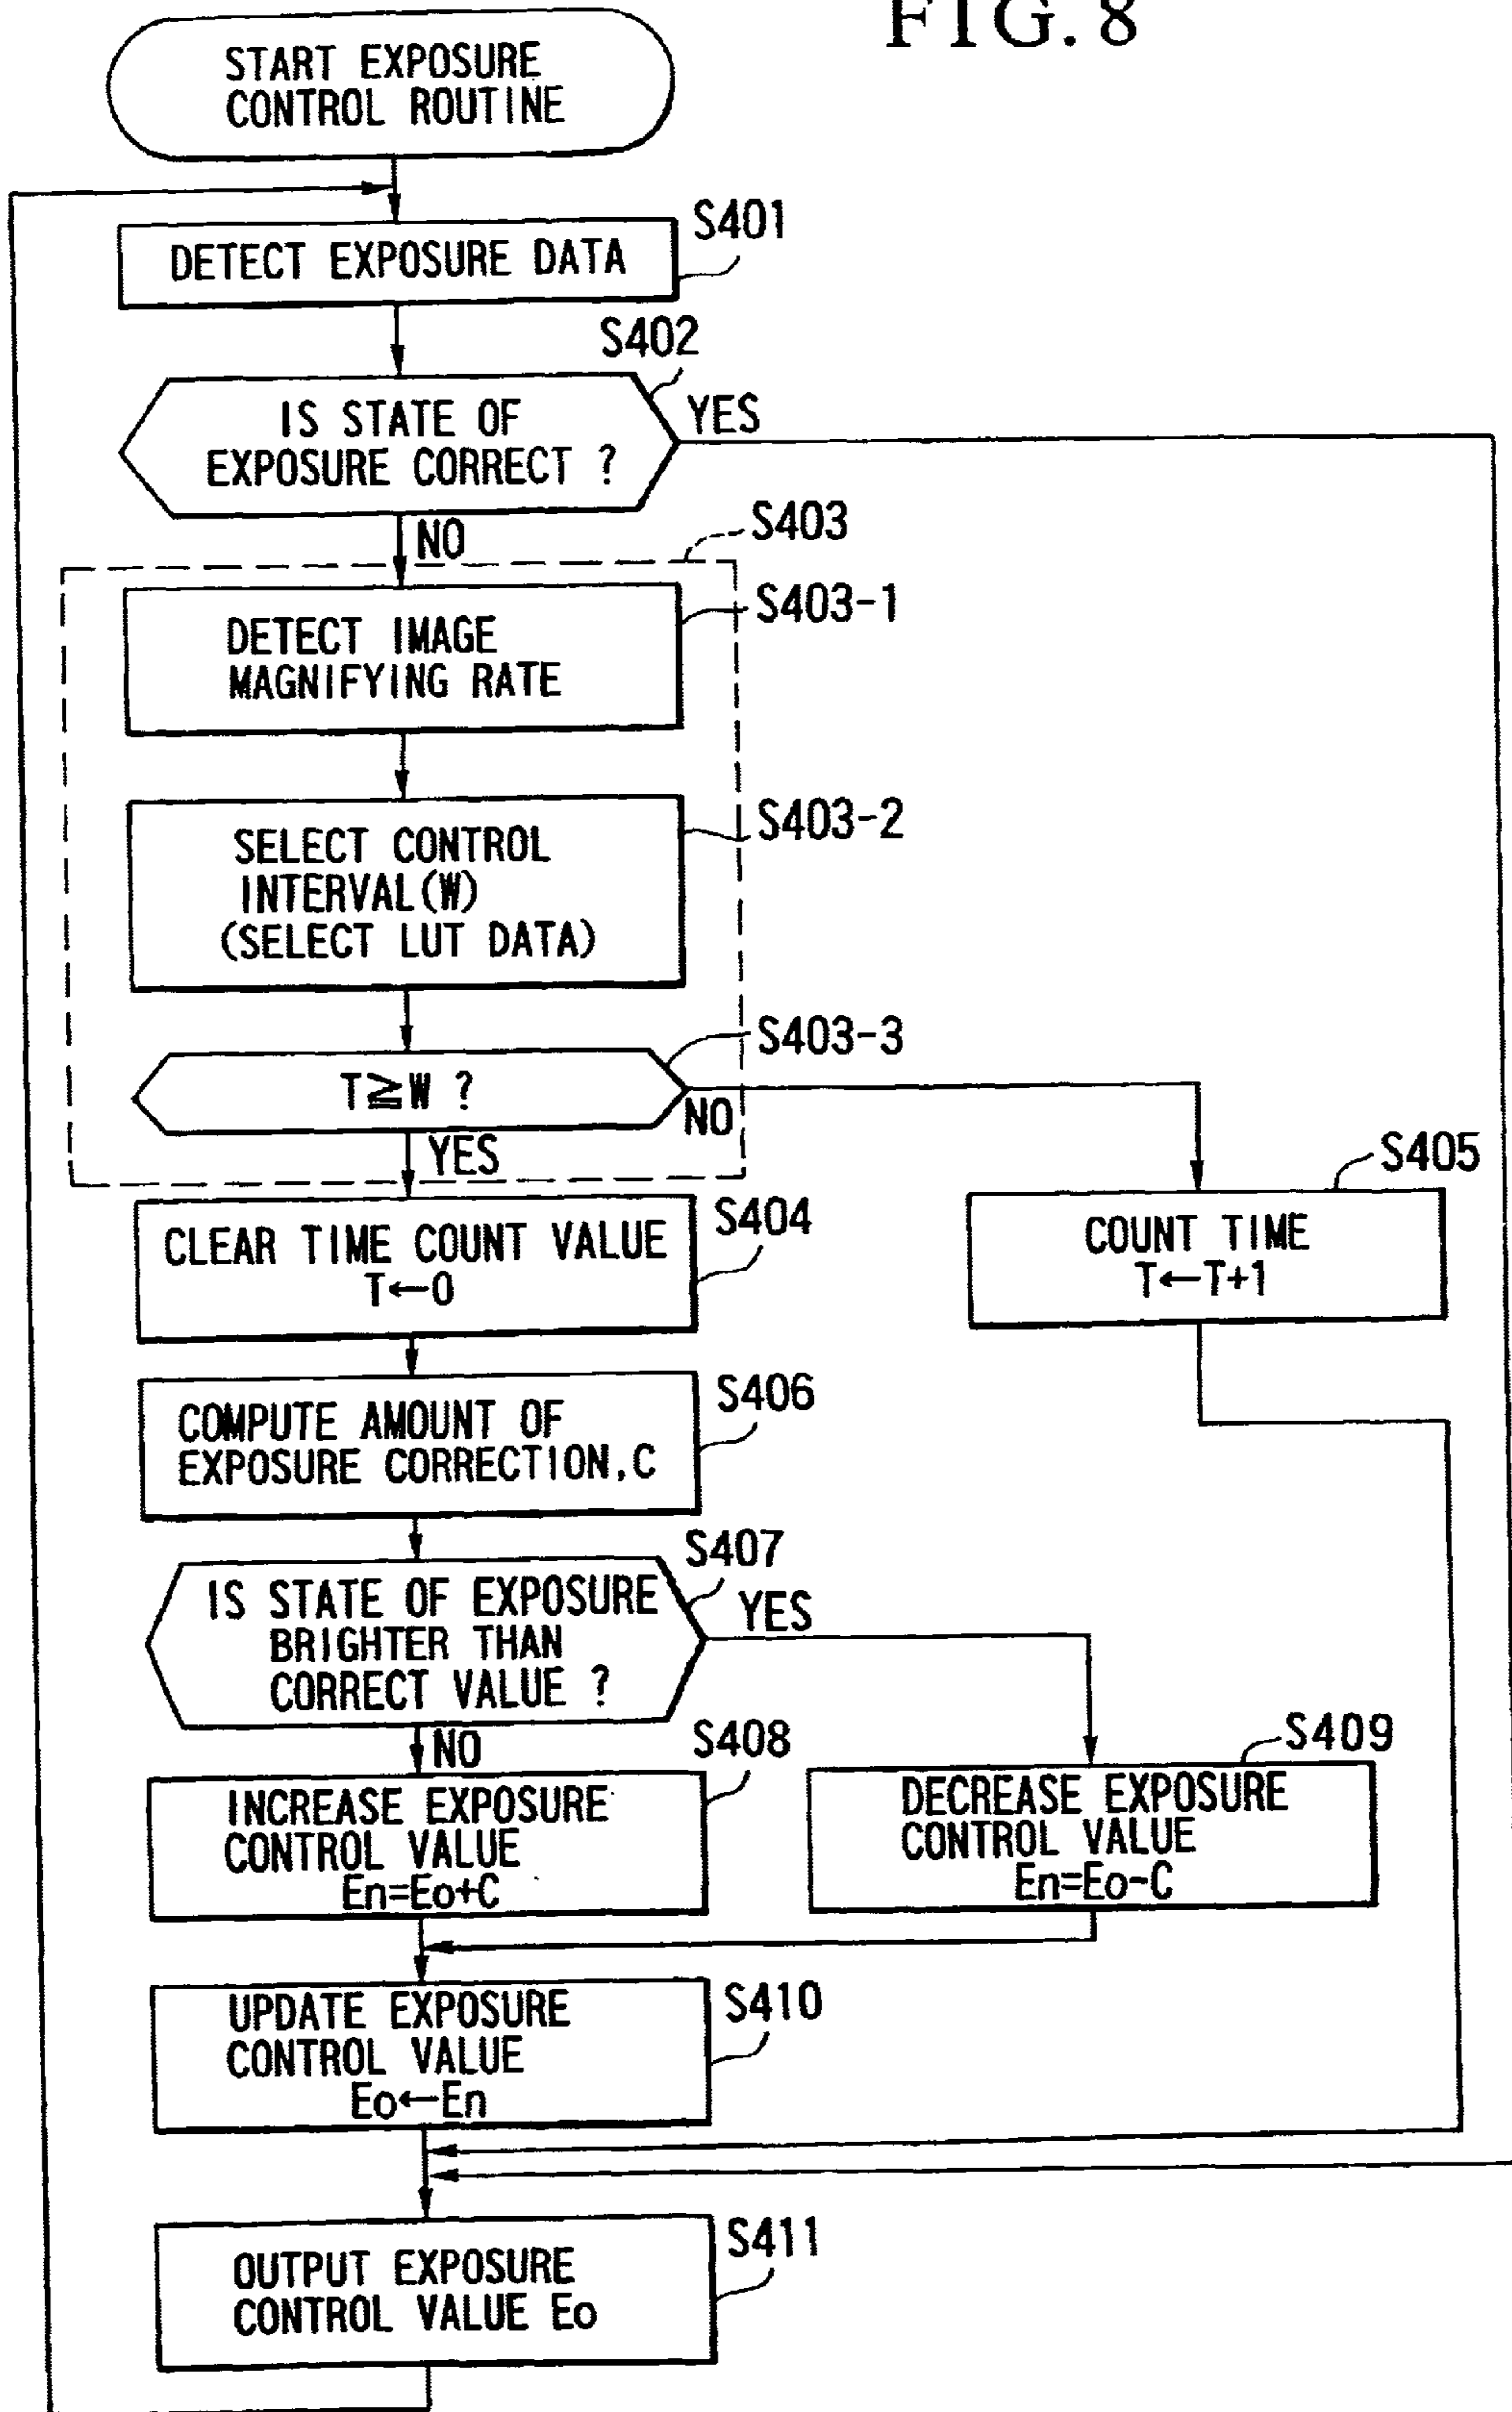 FIG. 8
START EXPOSURE
CONTROL ROUTINE
S401
DETECT EXPOSURE DATA
S402
IS STATE OF
EXPOSURE CORRECT ?
YES
NO
S403
S403-1
DETECT IMAGE
MAGNIFYING RATE
S403-2
SELECT CONTROL
INTERVAL(W)
(SELECT LUT DATA)
S403-3
T≧W ?
NO
YES
S404
CLEAR TIME COUNT VALUE
T←0
S405
COUNT TIME
T←T+1
S406
COMPUTE AMOUNT OF
EXPOSURE CORRECTION,C
S407
IS STATE OF EXPOSURE
BRIGHTER THAN
CORRECT VALUE ?
YES
NO
S408
INCREASE EXPOSURE
CONTROL VALUE
En=Eo+C
S409
DECREASE EXPOSURE
CONTROL VALUE
En=Eo-C
S410
UPDATE EXPOSURE
CONTROL VALUE
Eo←En
S411
OUTPUT EXPOSURE
CONTROL VALUE Eo